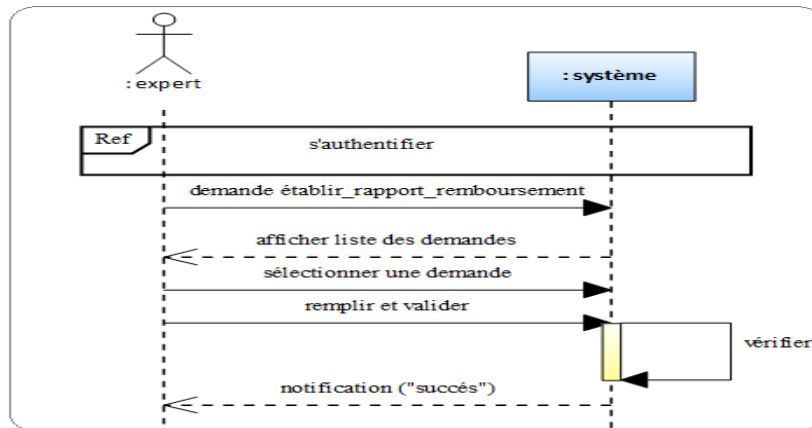 :expert
:système
Ref
s'authentifier
demande établir_rapport_remboursement
afficher liste des demandes
sélectionner une demande
remplir et valider
vérifier
notification ("succés")